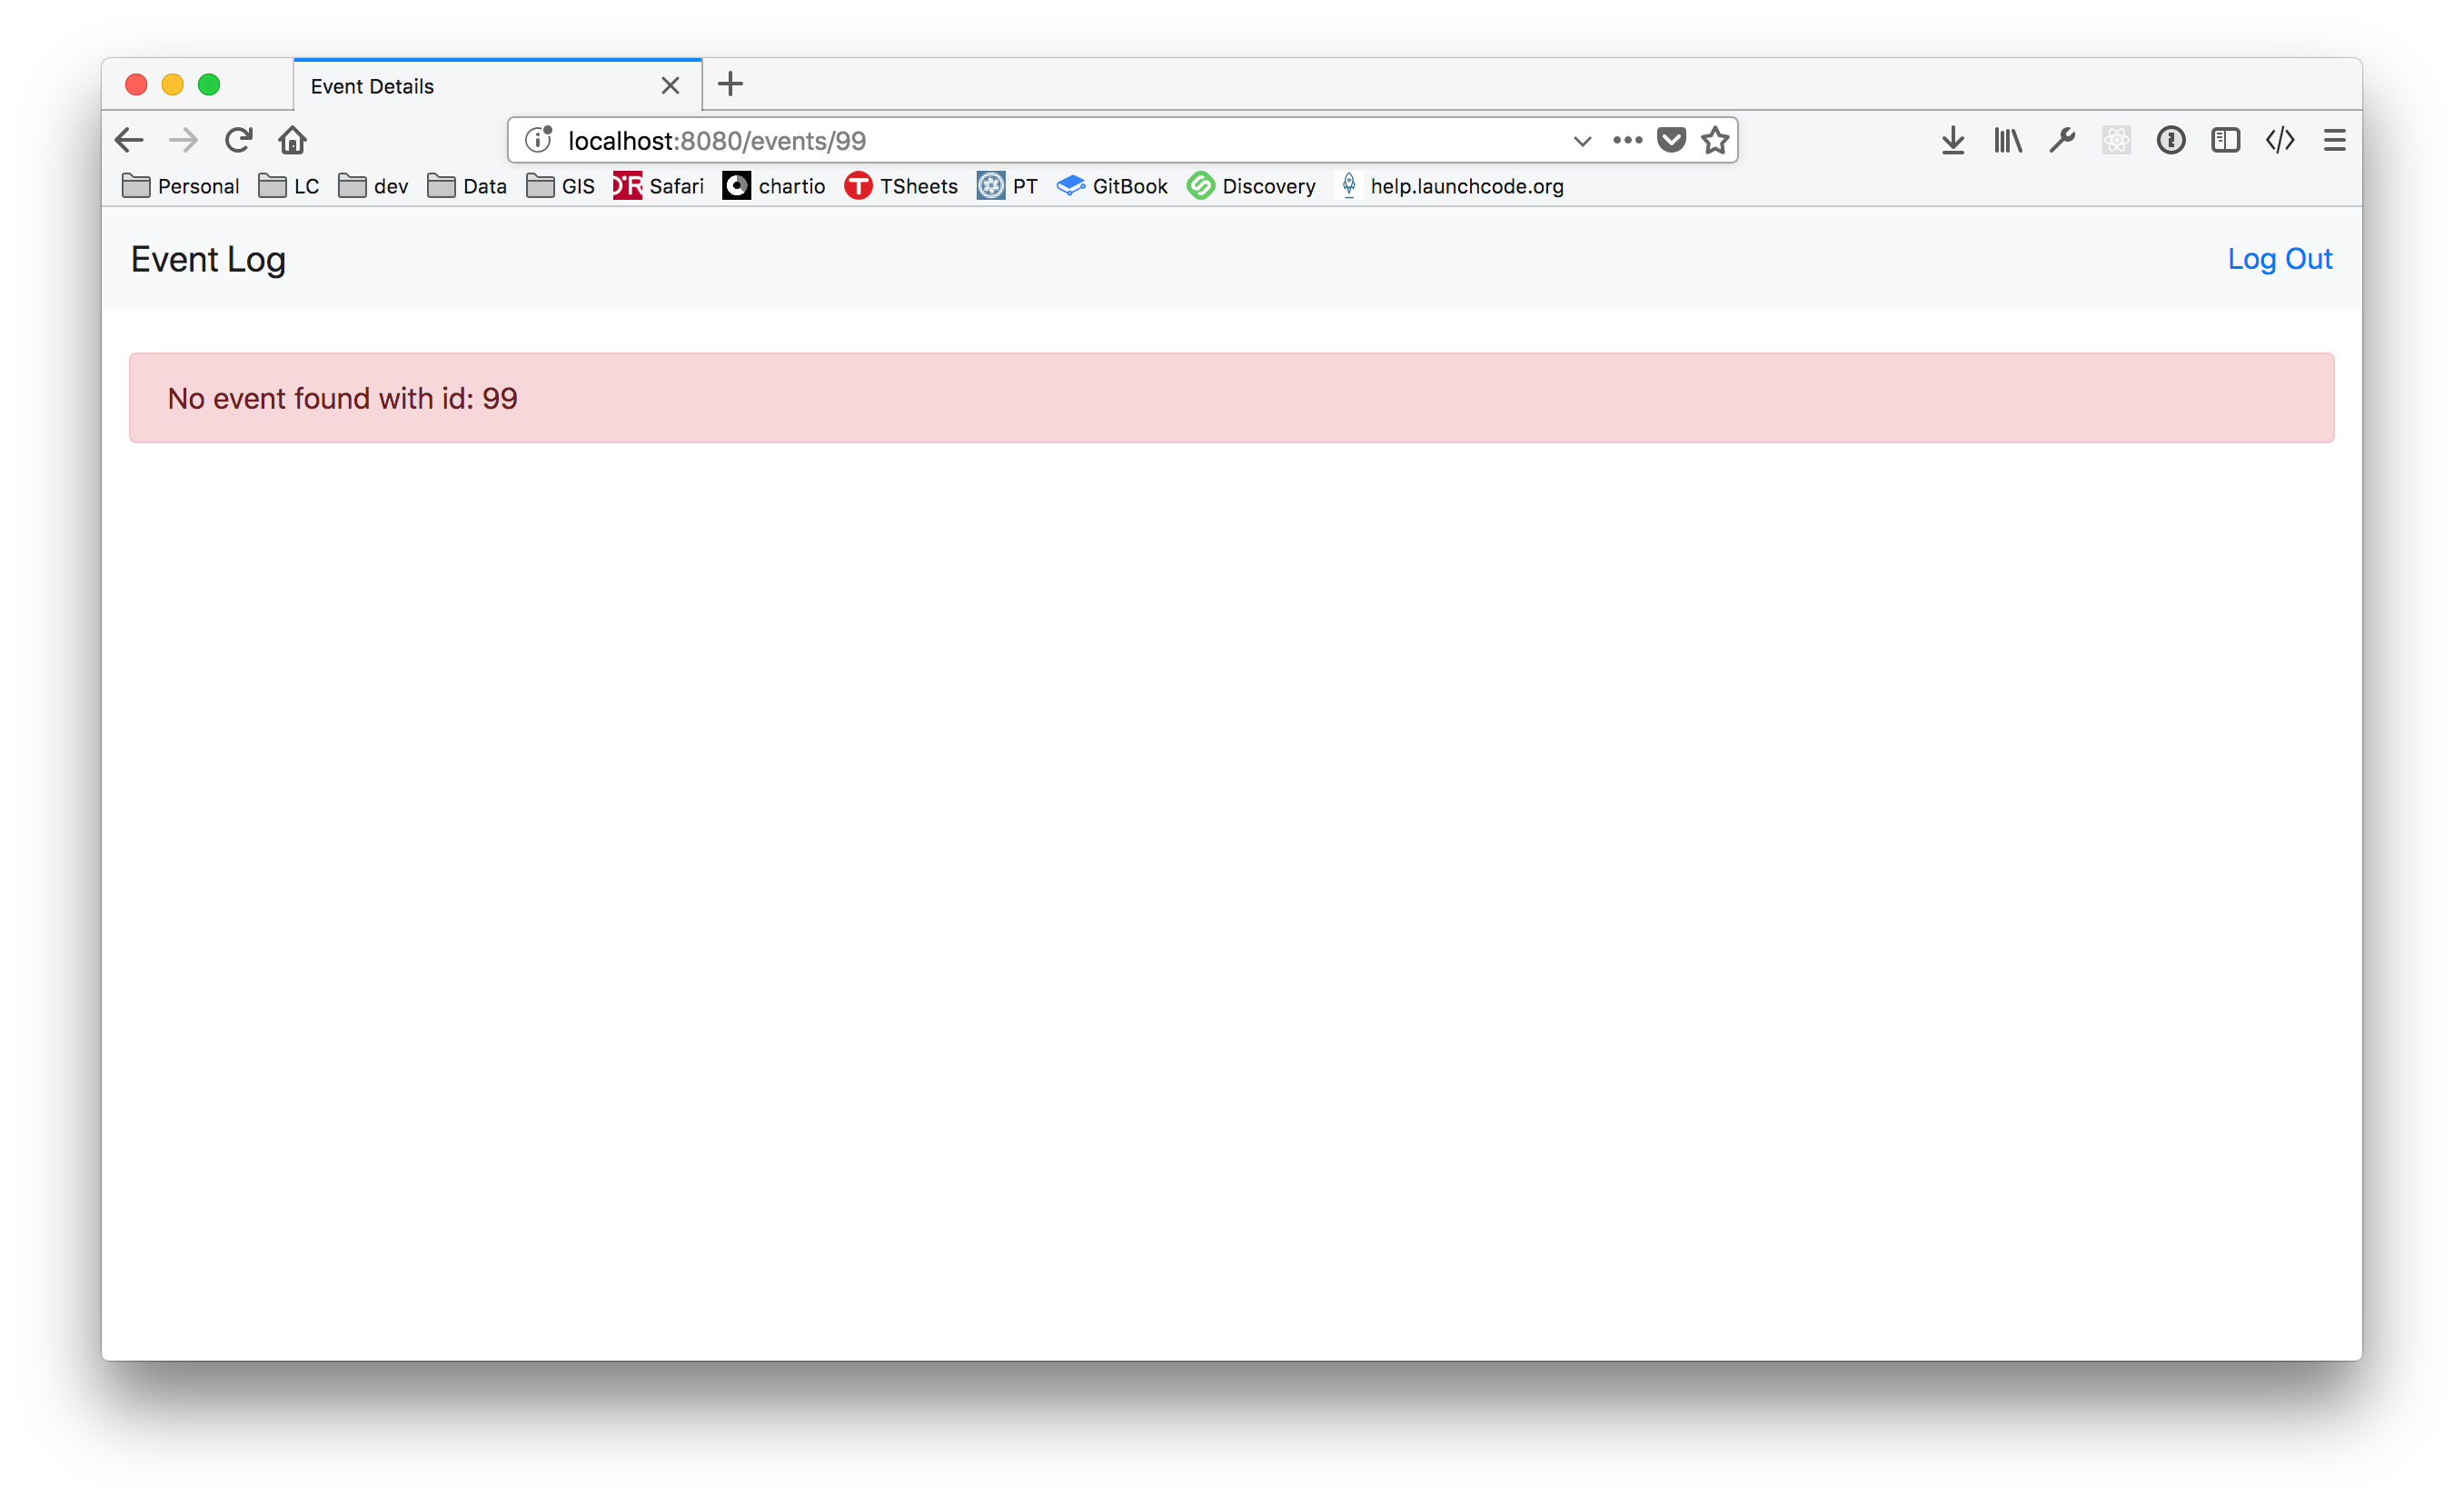 Event Details
localhost:8080/events/99
Personal LC dev Data GIS Safari chartio TSheets PT GitBook Discovery help.launchcode.org
Event Log Log Out
No event found with id: 99